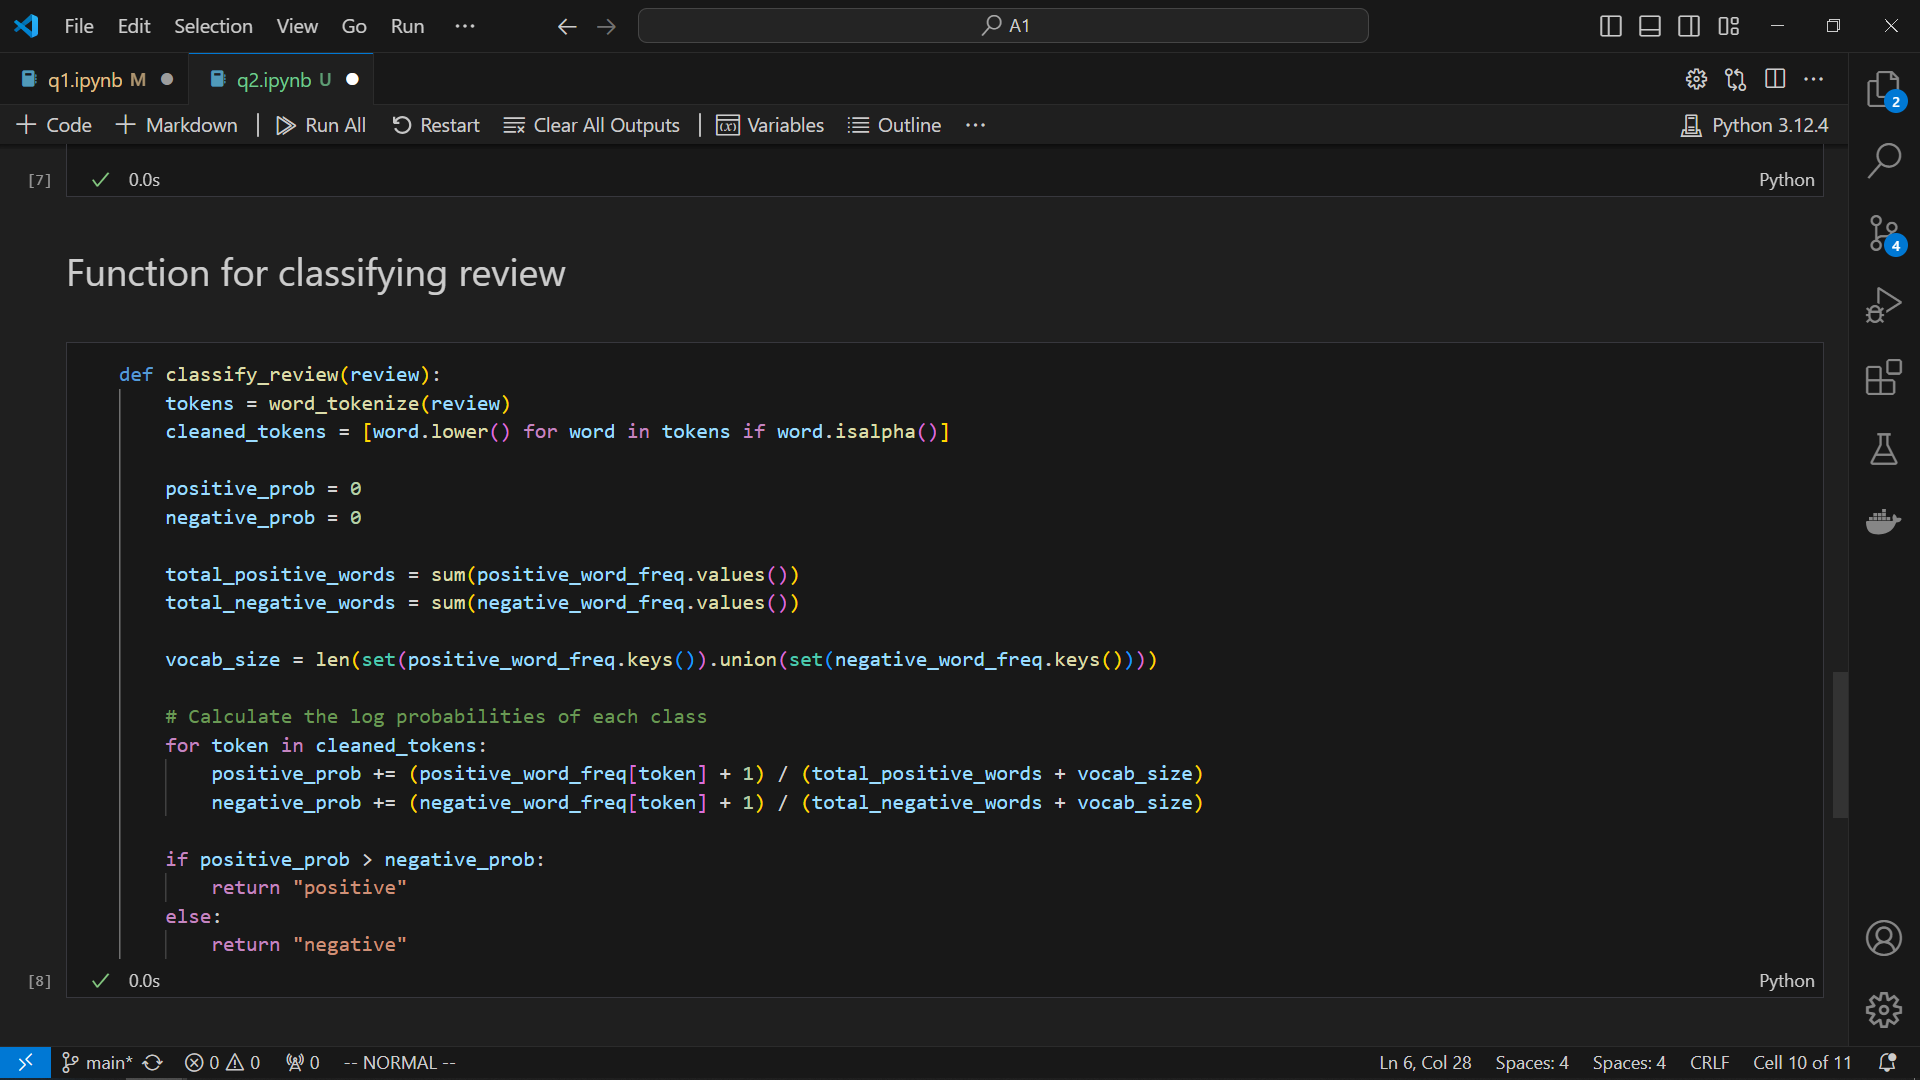 File Edit Selection View Go Run ··· A1
q1.ipynb M q2.ipynb U
Code Markdown Run All Restart Clear All Outputs Variables Outline ··· Python 3.12.4
2
[7] 0.0s Python
4
Function for classifying review
def classify_review(review):
tokens = word_tokenize(review)
cleaned_tokens = [word.lower() for word in tokens if word.isalpha()]
positive_prob = 0
negative_prob = 0
total_positive_words = sum(positive_word_freq.values())
total_negative_words = sum(negative_word_freq.values())
vocab_size = len(set(positive_word_freq.keys()).union(set(negative_word_freq.keys())))
# Calculate the log probabilities of each class
for token in cleaned_tokens:
positive_prob += (positive_word_freq[token] + 1) / (total_positive_words + vocab_size)
negative_prob += (negative_word_freq[token] + 1) / (total_negative_words + vocab_size)
if positive_prob > negative_prob:
return "positive"
else:
return "negative"
[8] 0.0s Python
main* 0 0 0 -- NORMAL -- Ln 6, Col 28 Spaces: 4 Spaces: 4 CRLF Cell 10 of 11